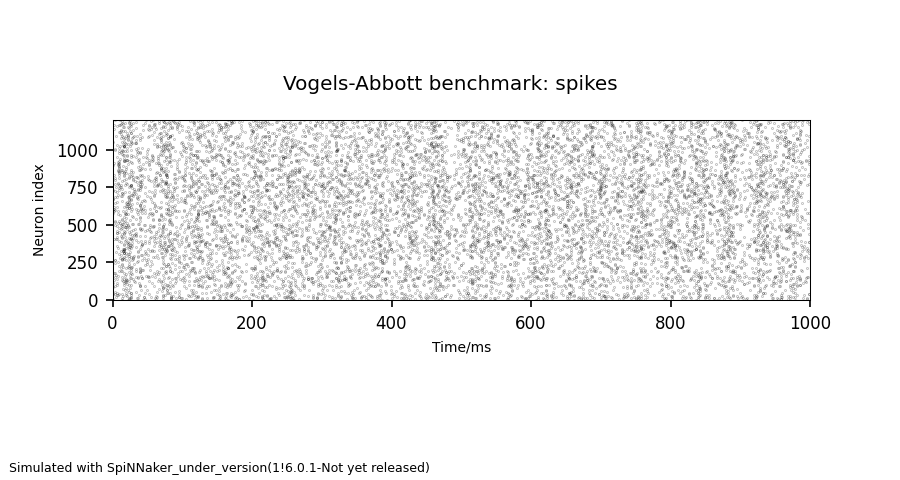 Vogels-Abbott benchmark: spikes
1000
750
500
250
0
Neuron index
0 200 400 600 800 1000
Time/ms
Simulated with SpiNNaker_under_version(1!6.0.1-Not yet released)